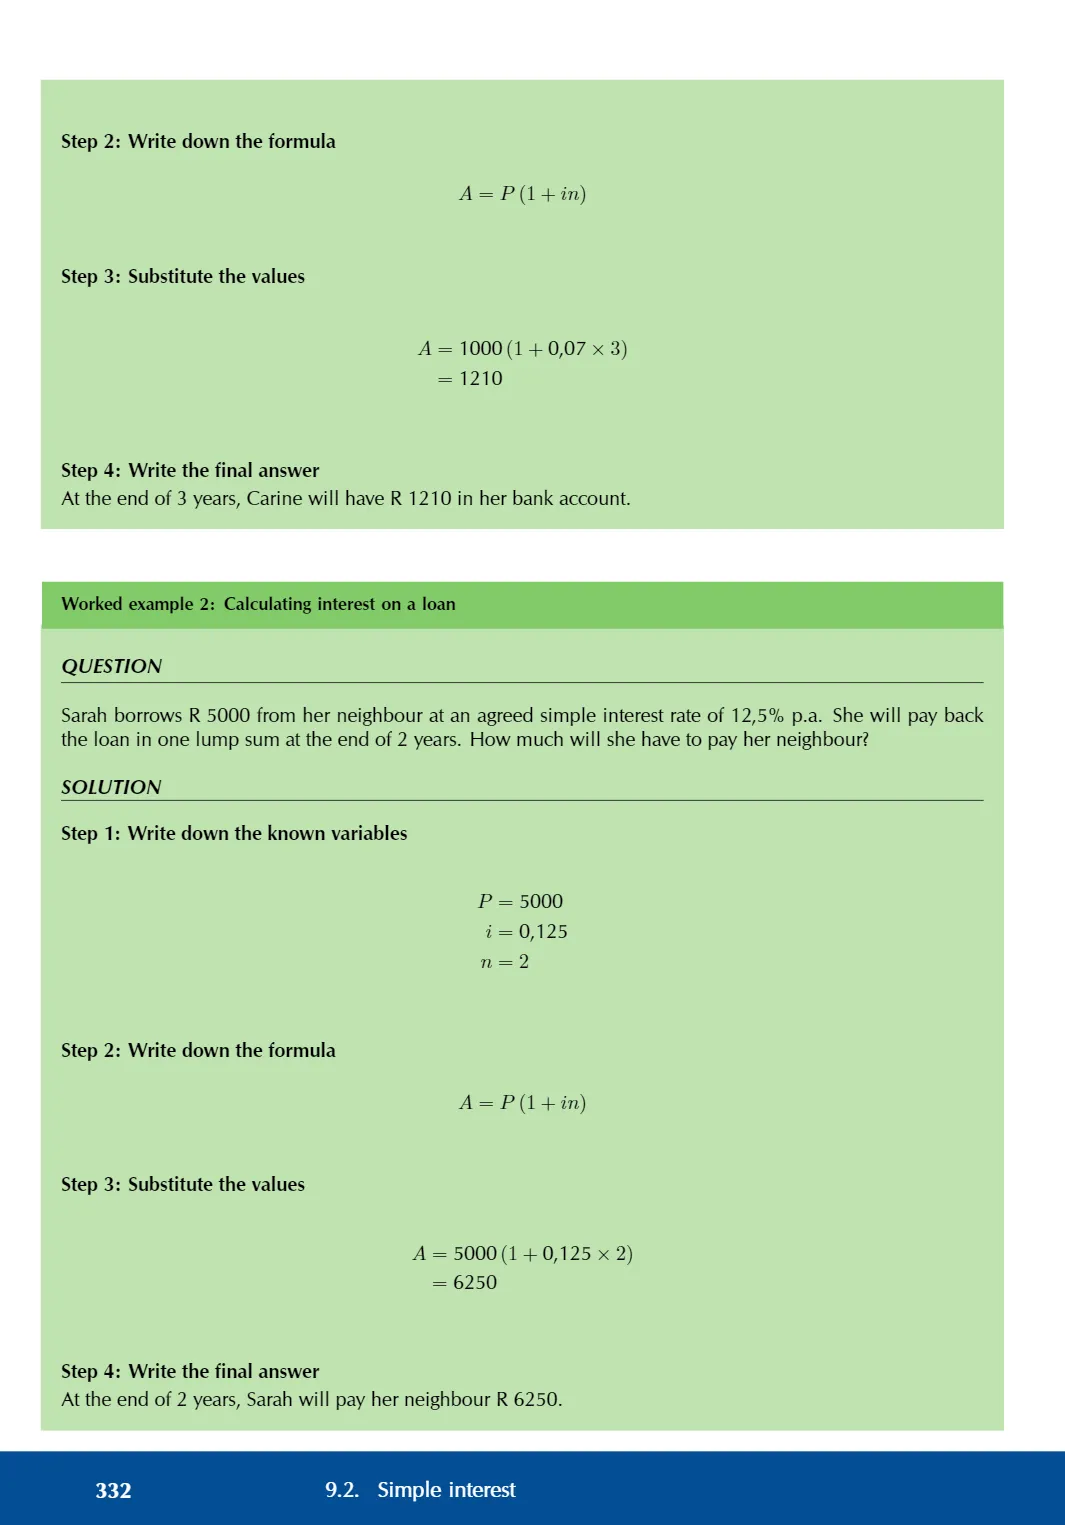 Step 2: Write down the formula
A = P (1 + in)
Step 3: Substitute the values
A = 1000 (1 + 0,07 × 3)
= 1210
Step 4: Write the final answer
At the end of 3 years, Carine will have R 1210 in her bank account.
Worked example 2: Calculating interest on a loan
QUESTION
Sarah borrows R 5000 from her neighbour at an agreed simple interest rate of 12,5% p.a. She will pay back
the loan in one lump sum at the end of 2 years. How much will she have to pay her neighbour?
SOLUTION
Step 1: Write down the known variables
P = 5000
i = 0,125
n = 2
Step 2: Write down the formula
A = P (1 + in)
Step 3: Substitute the values
A = 5000 (1 + 0,125 × 2)
= 6250
Step 4: Write the final answer
At the end of 2 years, Sarah will pay her neighbour R 6250.
332 9.2. Simple interest